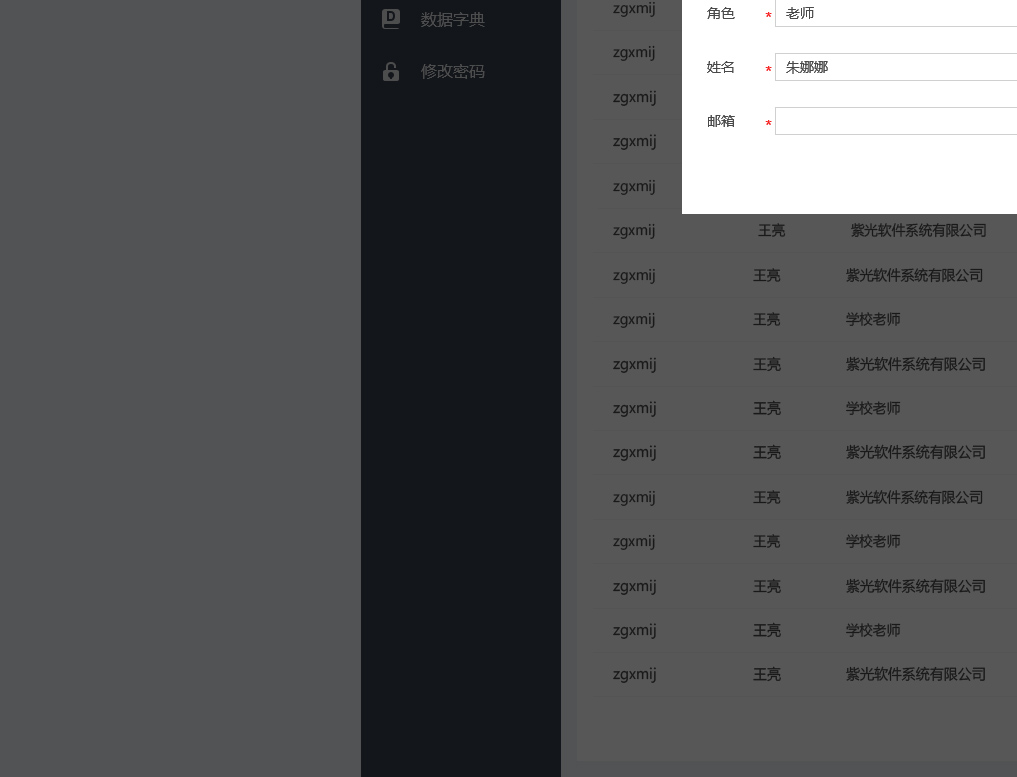 数据字典
修改密码
zgxmij
zgxmij
zgxmij
zgxmij
zgxmij
角色 * 老师
姓名 * 朱娜娜
邮箱 *
zgxmij 王亮 紫光软件系统有限公司
zgxmij 王亮 紫光软件系统有限公司
zgxmij 王亮 学校老师
zgxmij 王亮 紫光软件系统有限公司
zgxmij 王亮 学校老师
zgxmij 王亮 紫光软件系统有限公司
zgxmij 王亮 紫光软件系统有限公司
zgxmij 王亮 学校老师
zgxmij 王亮 紫光软件系统有限公司
zgxmij 王亮 学校老师
zgxmij 王亮 紫光软件系统有限公司